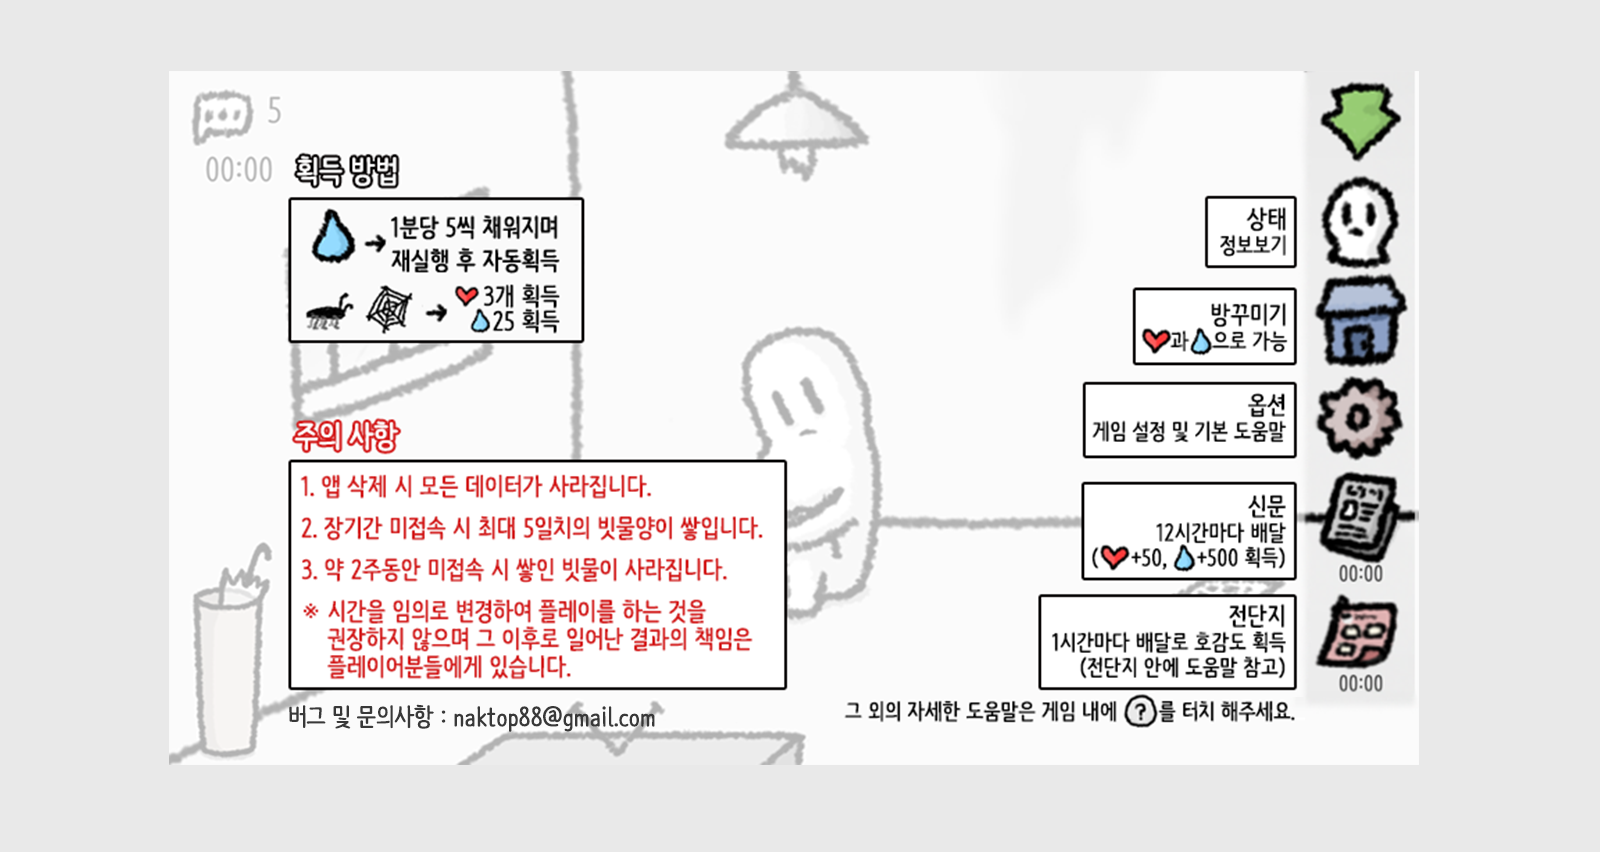 5
00:00
획득 방법
1분당 5씩 채워지며
재실행 후 자동획득
3개 획득
25 획득
주의 사항
1. 앱 삭제 시 모든 데이터가 사라집니다.
2. 장기간 미접속 시 최대 5일치의 빗물양이 쌓입니다.
3. 약 2주동안 미접속 시 쌓인 빗물이 사라집니다.
※ 시간을 임의로 변경하여 플레이를 하는 것을
권장하지 않으며 그 이후로 일어난 결과의 책임은
플레이어분들에게 있습니다.
버그 및 문의사항 : naktop88@gmail.com
상태
정보보기
방꾸미기
과 으로 가능
옵션
게임 설정 및 기본 도움말
신문
12시간마다 배달
( +50, +500 획득)
00:00
전단지
1시간마다 배달로 호감도 획득
(전단지 안에 도움말 참고)
00:00
그 외의 자세한 도움말은 게임 내에 ? 를 터치 해주세요.